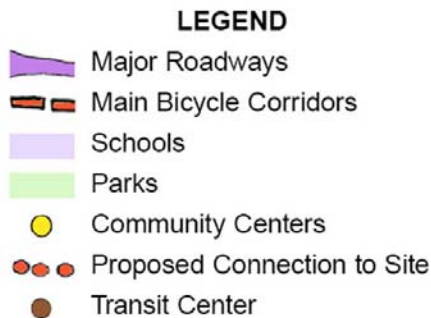 LEGEND
Major Roadways
Main Bicycle Corridors
Schools
Parks
Community Centers
Proposed Connection to Site
Transit Center